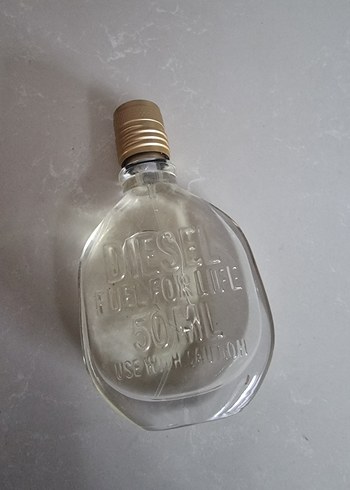 DIESEL
FUEL FOR LIFE
50 ML
USE WITH CAUTION